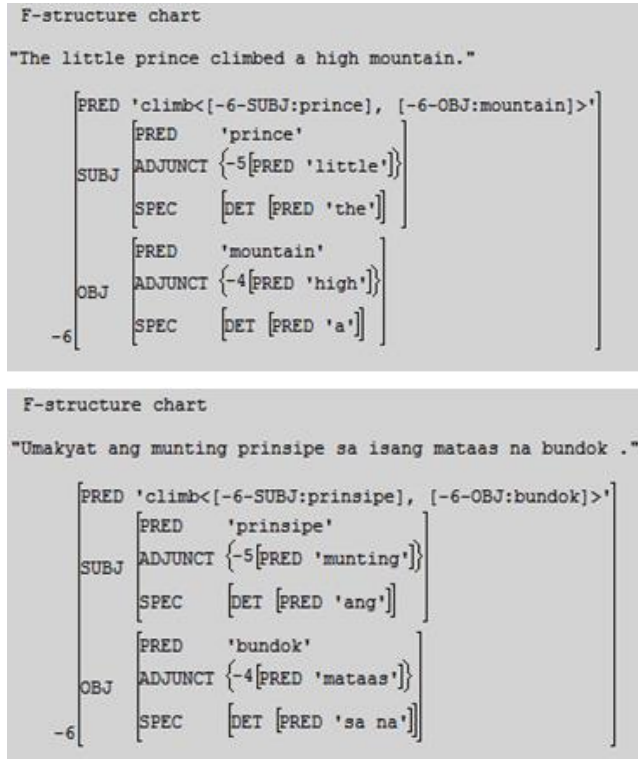 F-structure chart
"The little prince climbed a high mountain."
PRED 'climb<[-6-SUBJ:prince], [-6-OBJ:mountain]>'
PRED 'prince'
SUBJ ADJUNCT {-5[PRED 'little']}
SPEC [DET [PRED 'the']]
PRED 'mountain'
OBJ ADJUNCT {-4[PRED 'high']}
-6 SPEC [DET [PRED 'a']]
F-structure chart
"Umakyat ang munting prinsipe sa isang mataas na bundok ."
PRED 'climb<[-6-SUBJ:prinsipe], [-6-OBJ:bundok]>'
PRED 'prinsipe'
SUBJ ADJUNCT {-5[PRED 'munting']}
SPEC [DET [PRED 'ang']]
PRED 'bundok'
OBJ ADJUNCT {-4[PRED 'mataas']}
-6 SPEC [DET [PRED 'sa na']]